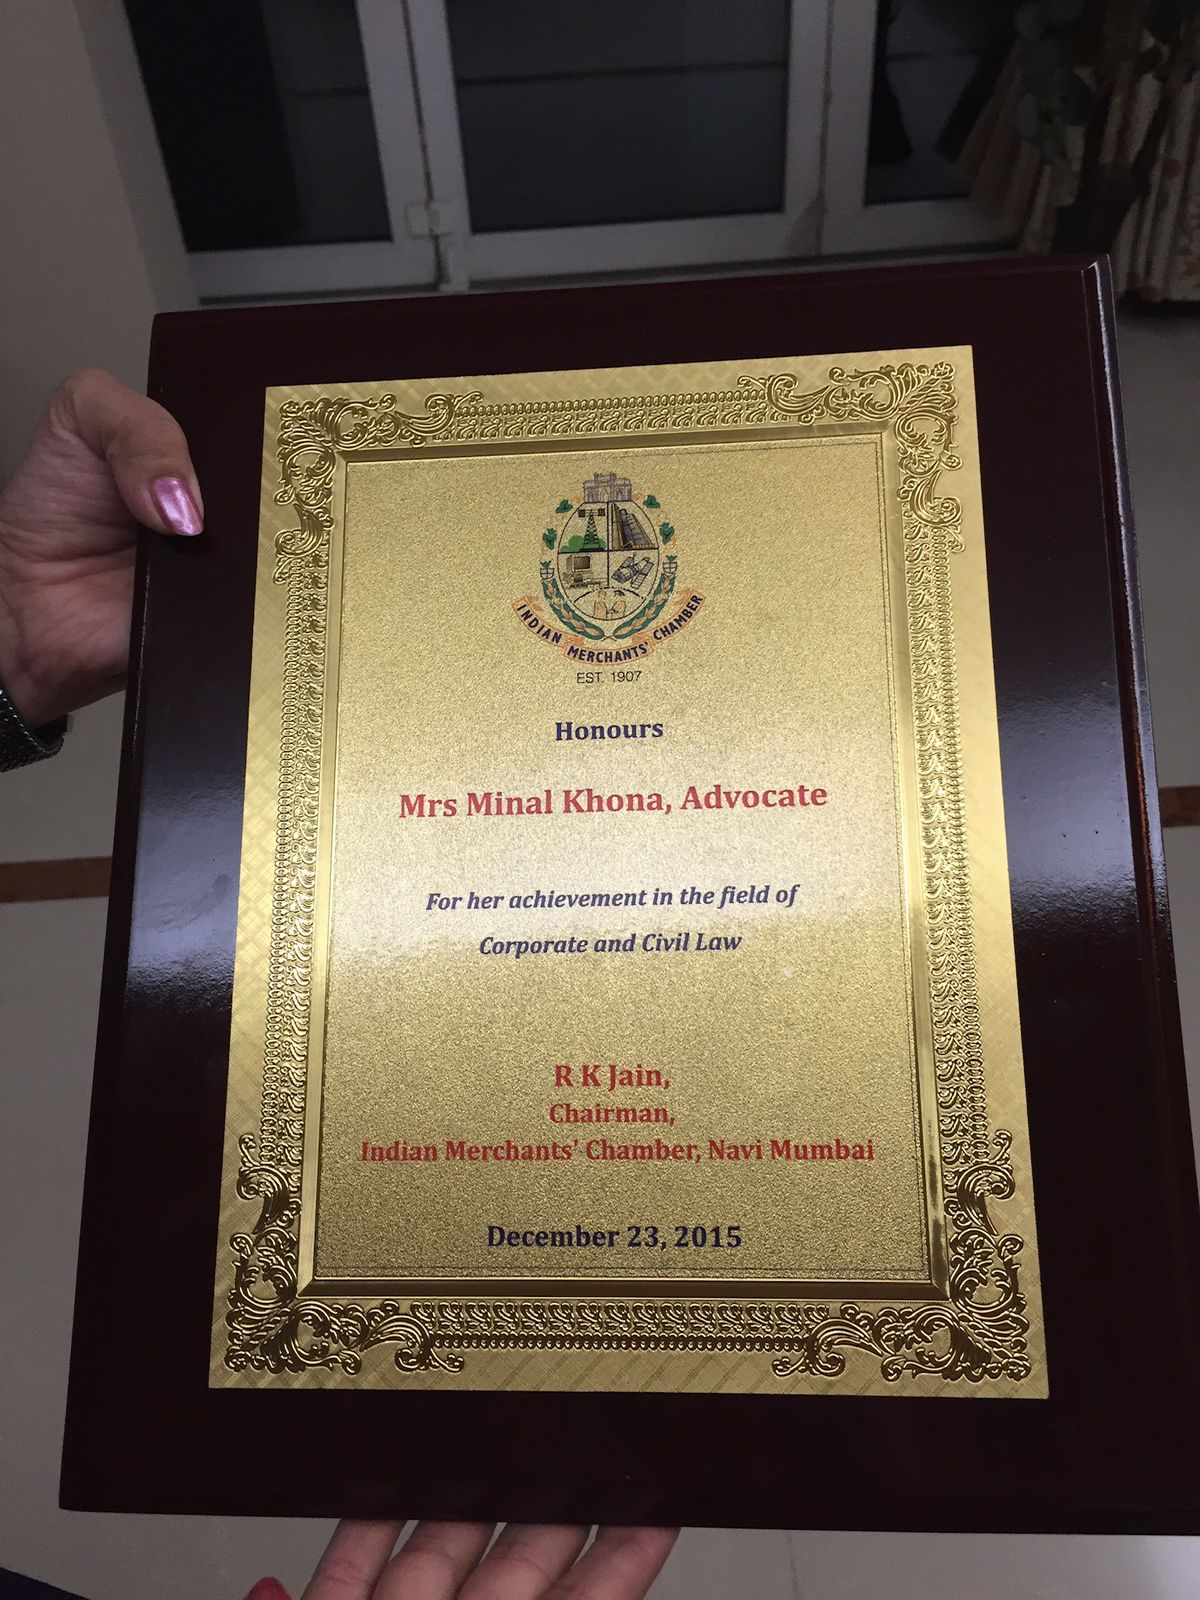 INDIAN MERCHANTS' CHAMBER
EST. 1907
Honours
Mrs Minal Khona, Advocate
For her achievement in the field of
Corporate and Civil Law
R K Jain,
Chairman,
Indian Merchants' Chamber, Navi Mumbai
December 23, 2015